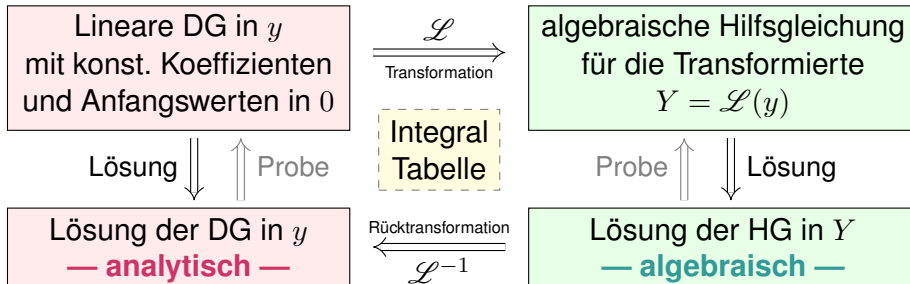 Lineare DG in y
mit konst. Koeffizienten
und Anfangswerten in 0
ℒ
Transformation
algebraische Hilfsgleichung
für die Transformierte
Y = ℒ(y)
Integral
Tabelle
Lösung
Probe
Probe
Lösung
Lösung der DG in y
— analytisch —
Rücktransformation
ℒ⁻¹
Lösung der HG in Y
— algebraisch —